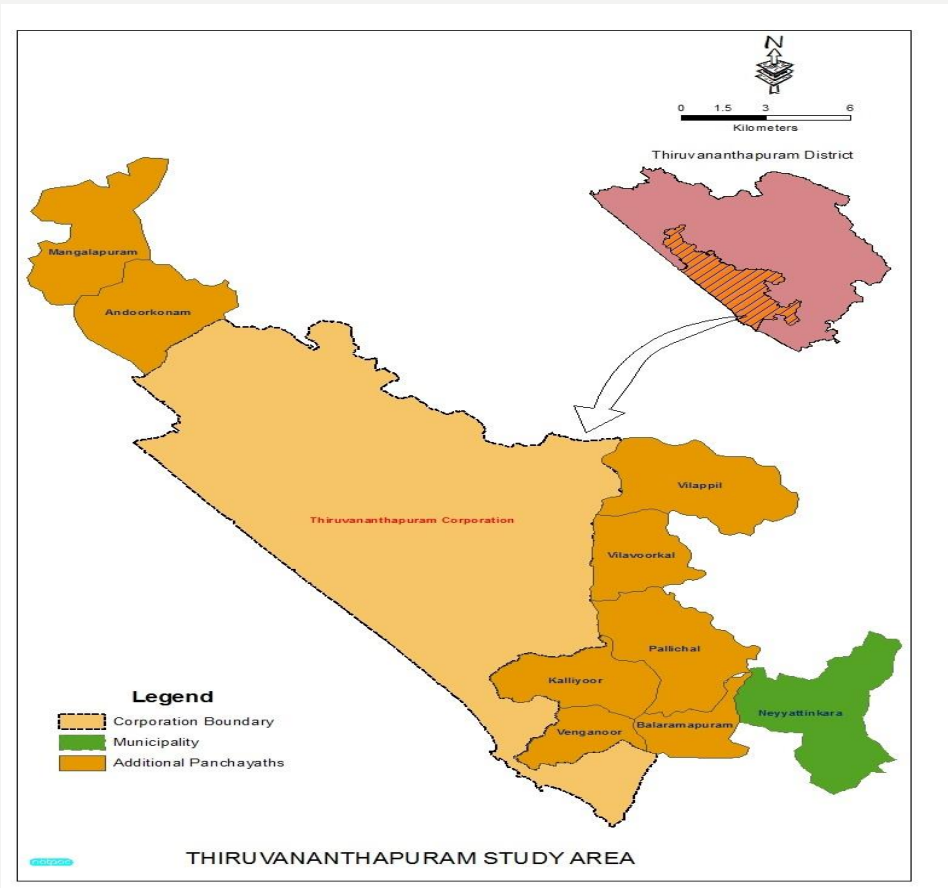 N
0 1.5 3 6
Kilometers
Thiruvananthapuram District
Mangalapuram
Andoorkonam
Vilappil
Thiruvananthapuram Corporation
Vilavoorkal
Pallichal
Kalliyoor
Neyyattinkara
Venganoor
Balaramapuram
Legend
Corporation Boundary
Municipality
Additional Panchayaths
THIRUVANANTHAPURAM STUDY AREA